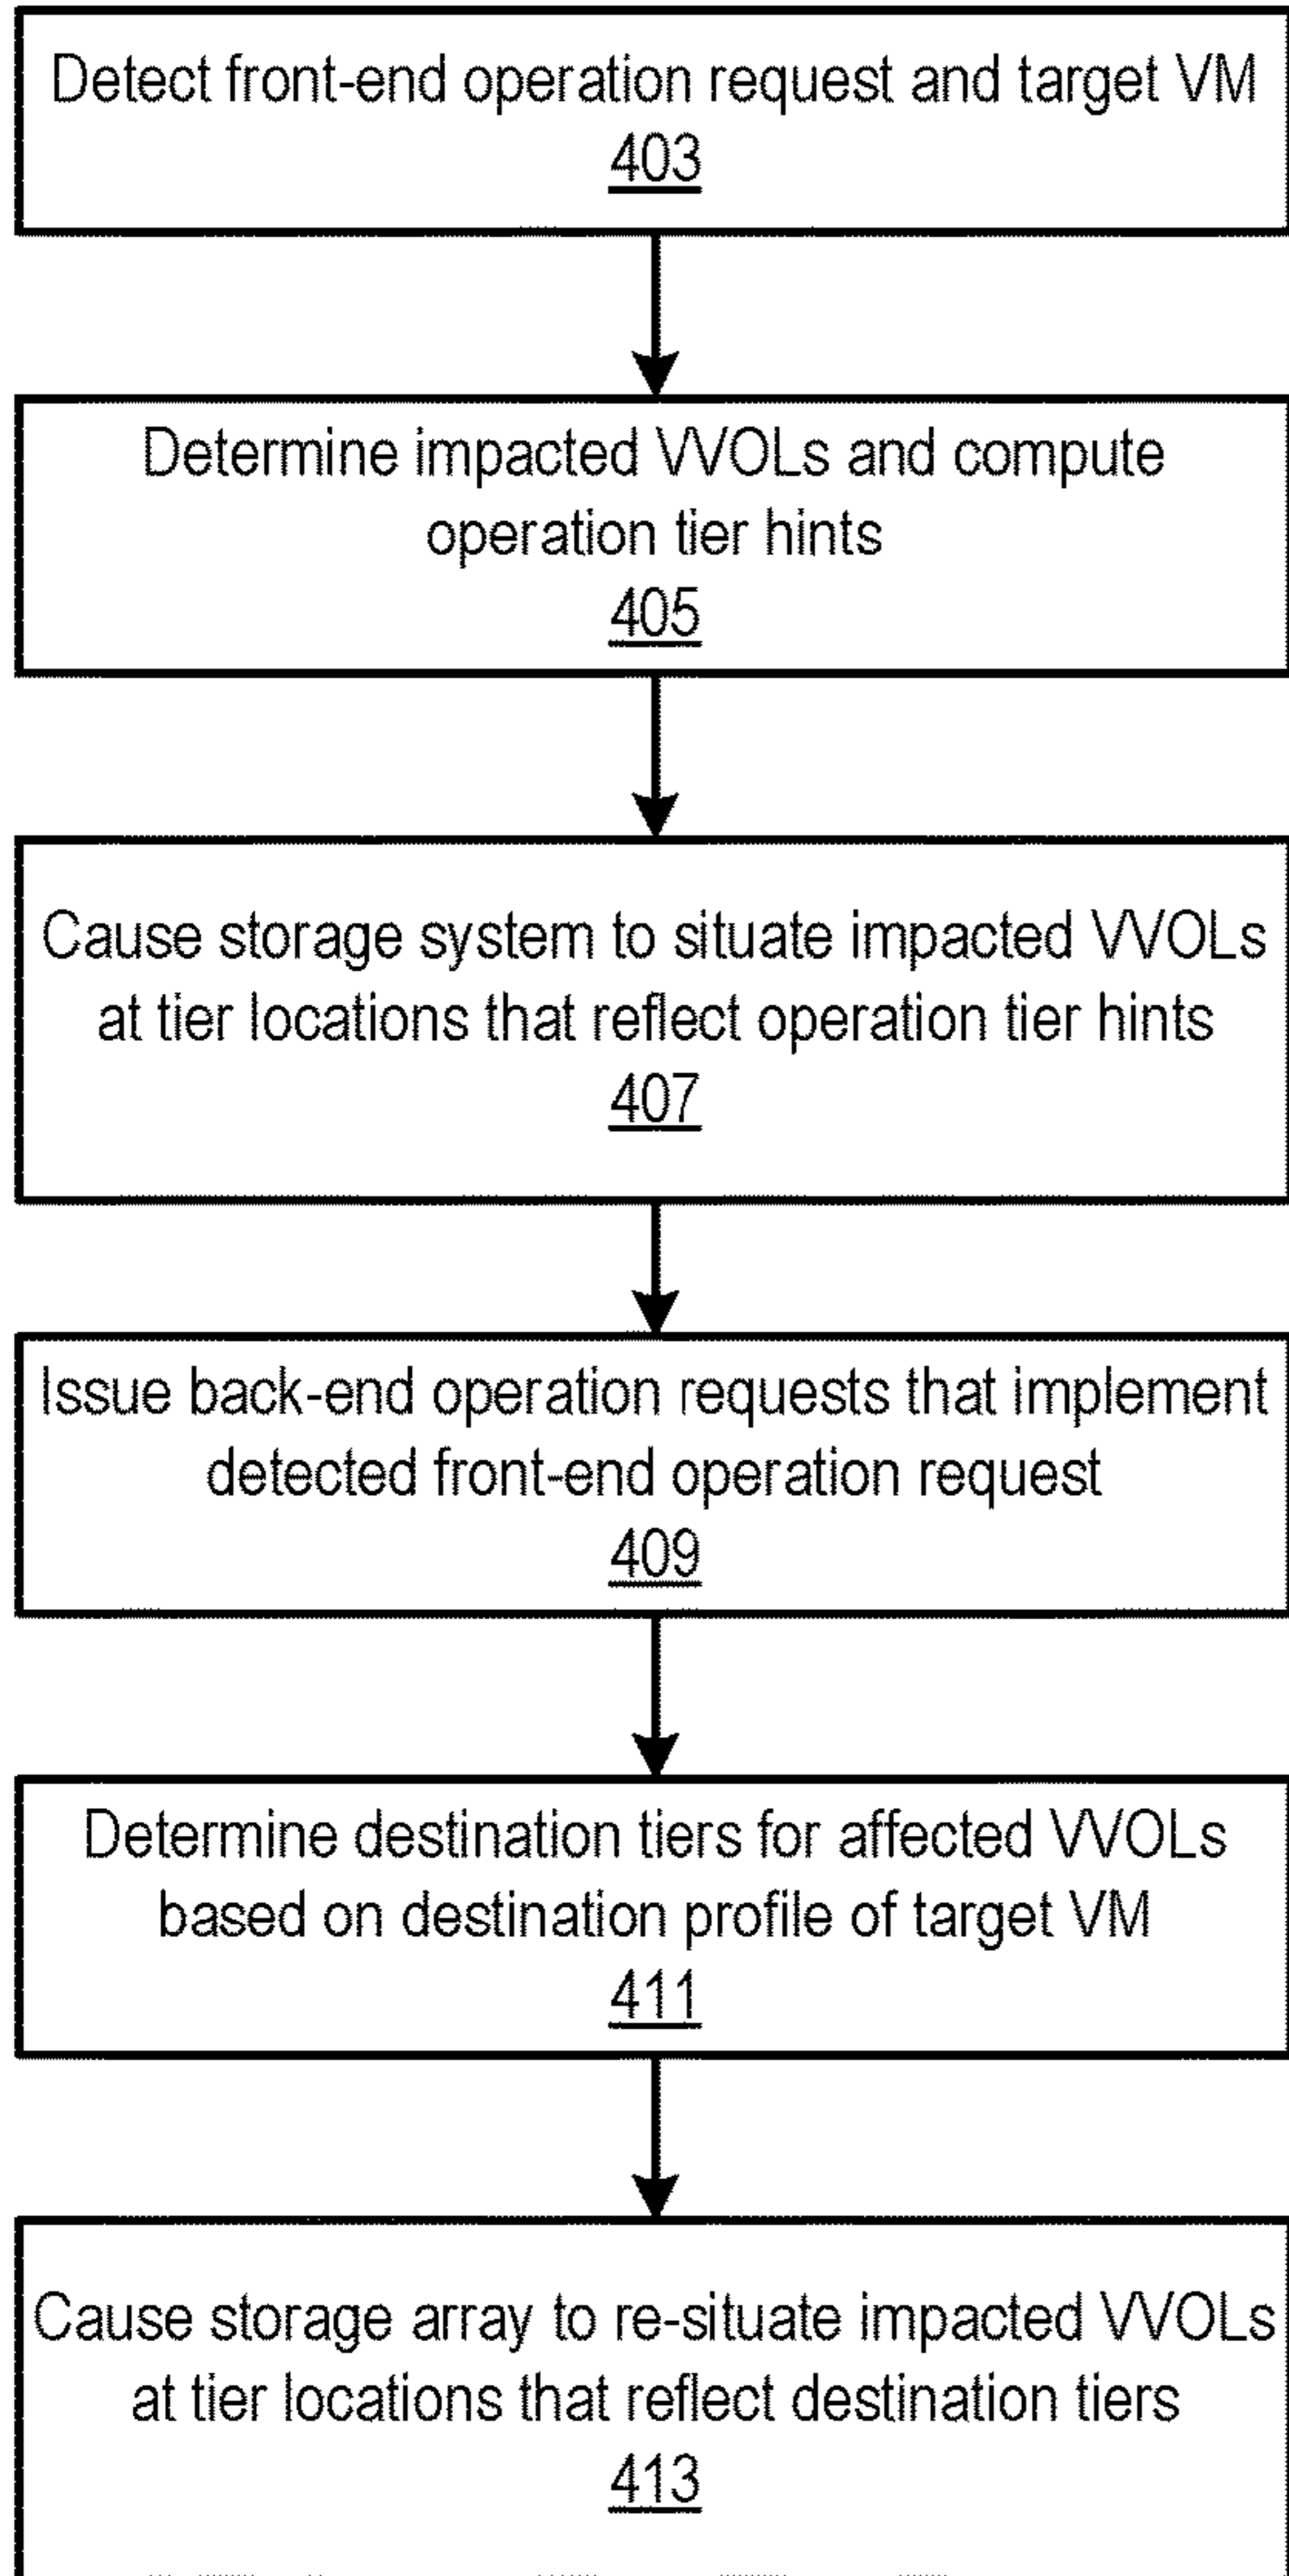 Detect front-end operation request and target VM
403
Determine impacted VVOLs and compute
operation tier hints
405
Cause storage system to situate impacted VVOLs
at tier locations that reflect operation tier hints
407
Issue back-end operation requests that implement
detected front-end operation request
409
Determine destination tiers for affected VVOLs
based on destination profile of target VM
411
Cause storage array to re-situate impacted VVOLs
at tier locations that reflect destination tiers
413